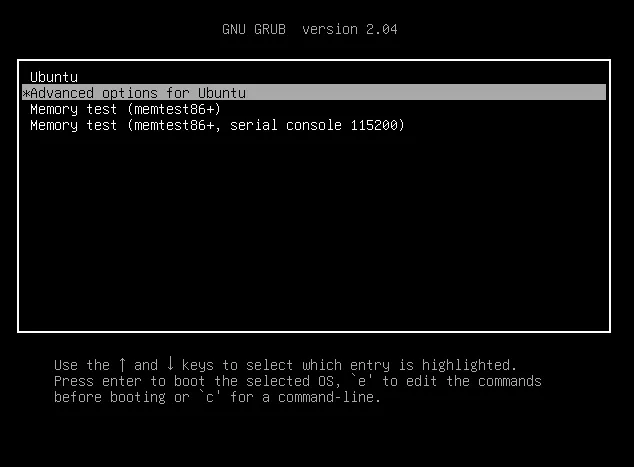 GNU GRUB  version 2.04
Ubuntu
*Advanced options for Ubuntu
Memory test (memtest86+)
Memory test (memtest86+, serial console 115200)
Use the ↑ and ↓ keys to select which entry is highlighted.
Press enter to boot the selected OS, `e' to edit the commands
before booting or `c' for a command-line.